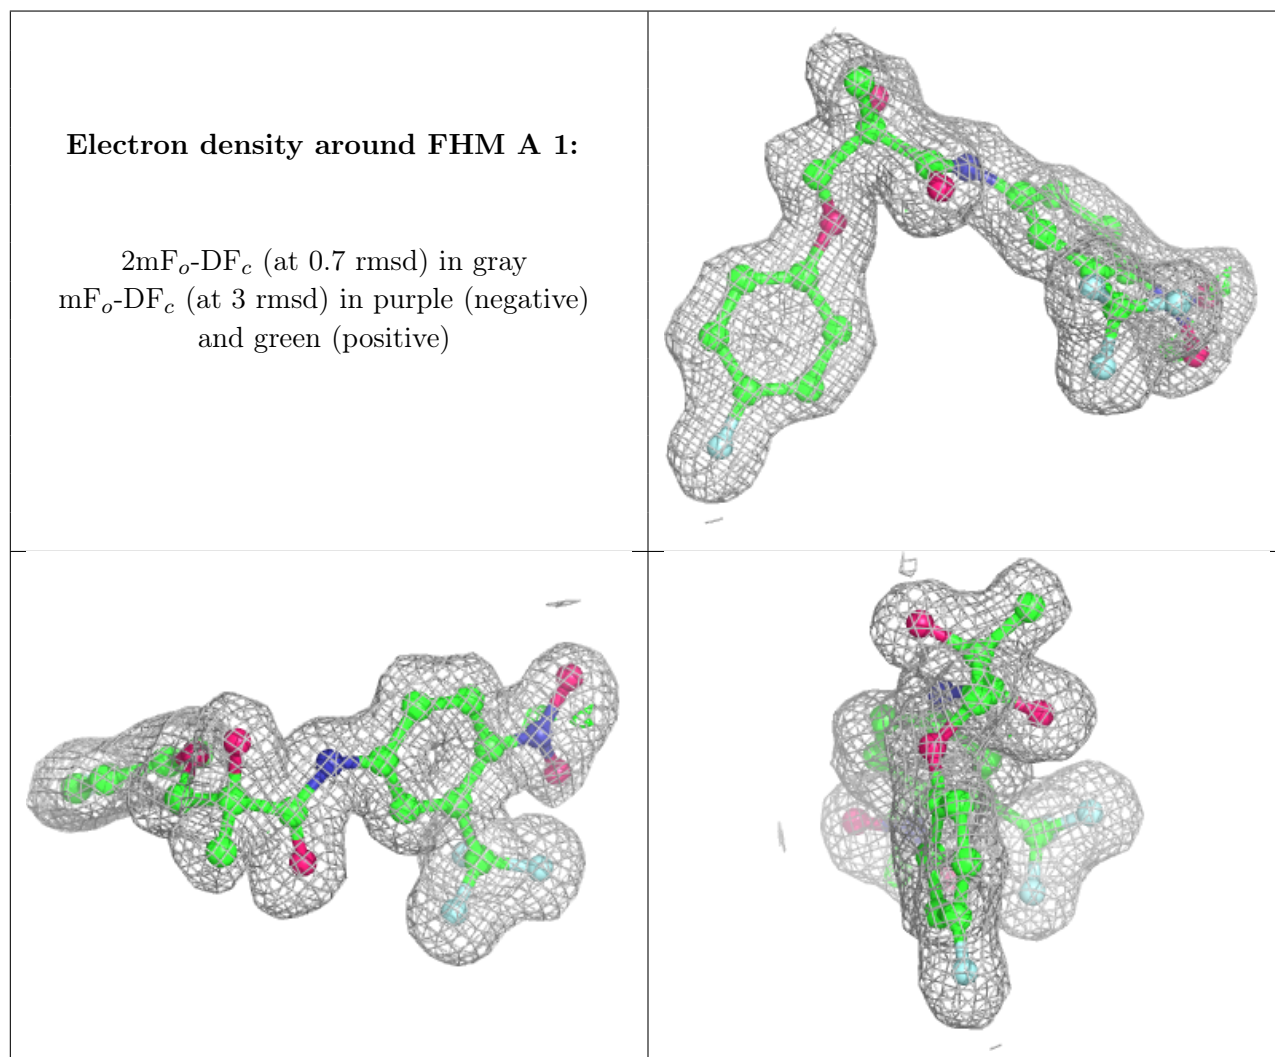 Electron density around FHM A 1:
2mFo-DFc (at 0.7 rmsd) in gray
mFo-DFc (at 3 rmsd) in purple (negative)
and green (positive)